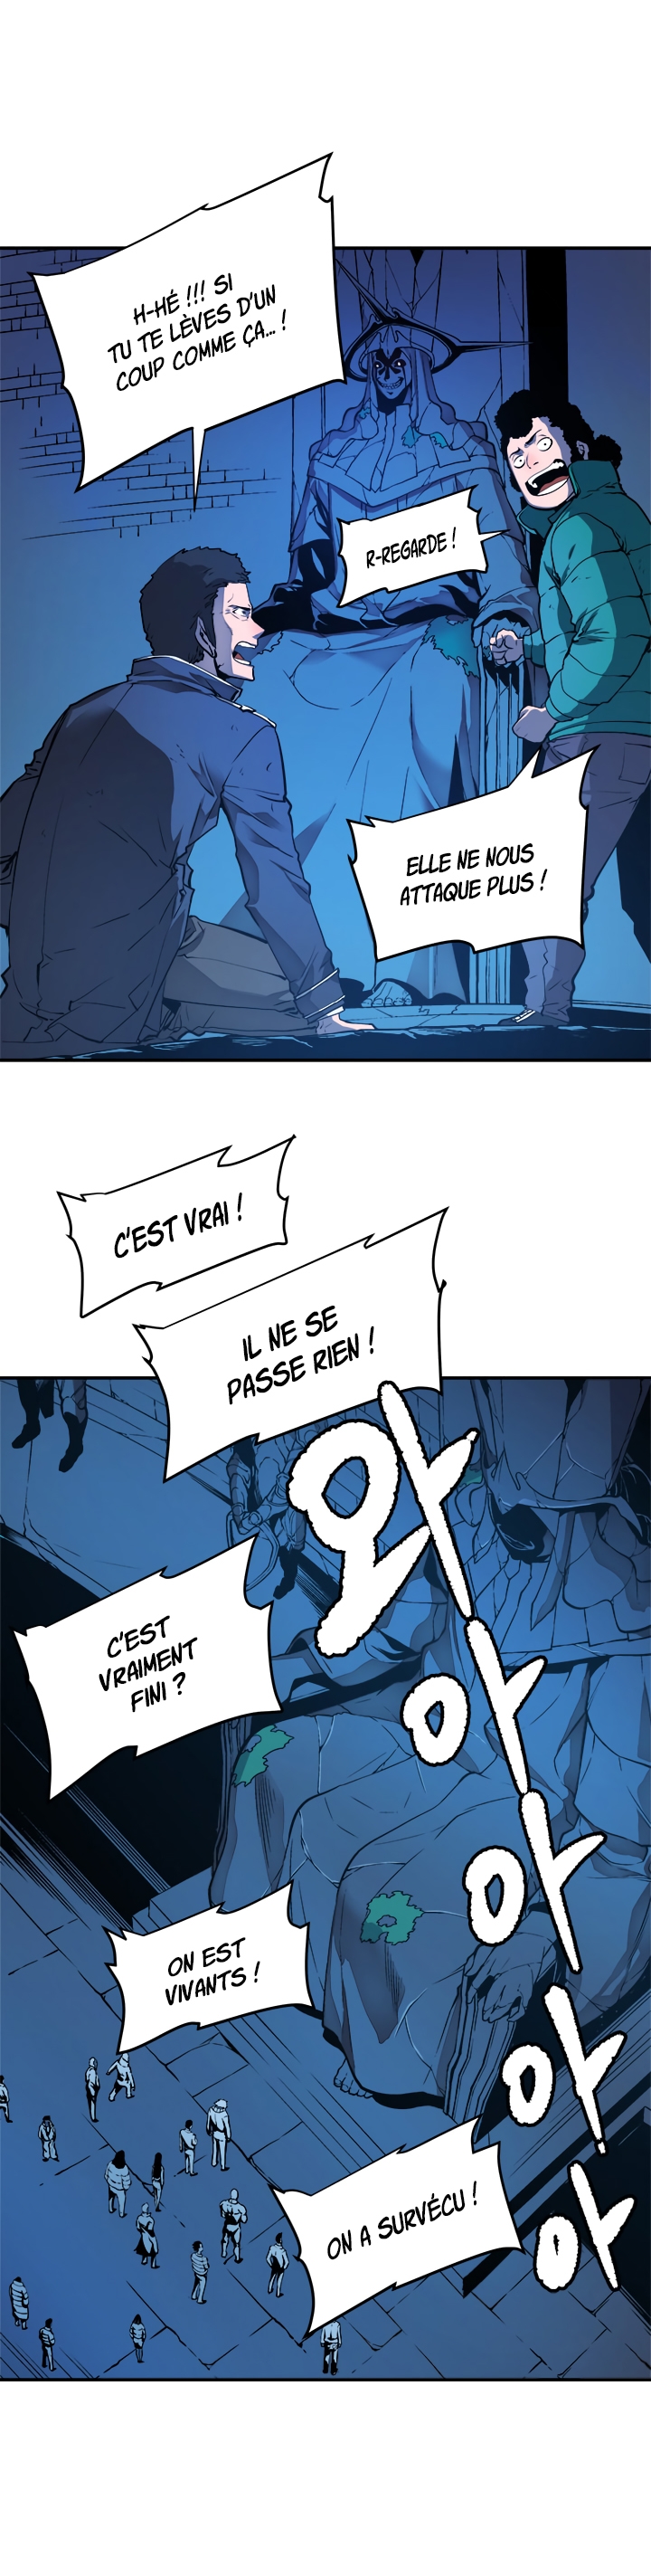 H-HÉ !!! SI
TU TE LÈVES D'UN
COUP COMME ÇA... !
R-REGARDE !
ELLE NE NOUS
ATTAQUE PLUS !
C'EST VRAI !
IL NE SE
PASSE RIEN !
와
아
아
아
아
C'EST
VRAIMENT
FINI ?
ON EST
VIVANTS !
ON A SURVÉCU !